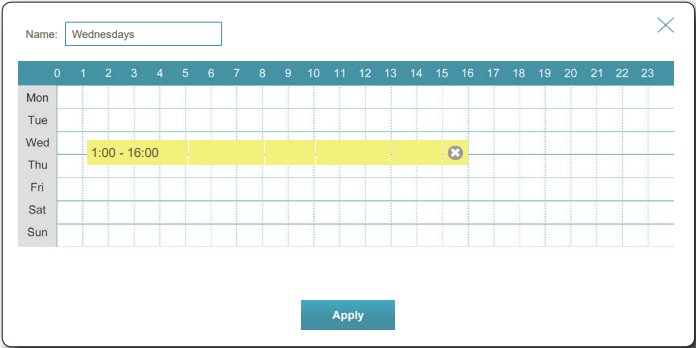 Name: Wednesdays
0 1 2 3 4 5 6 7 8 9 10 11 12 13 14 15 16 17 18 19 20 21 22 23
Mon
Tue
Wed
1:00 - 16:00
Thu
Fri
Sat
Sun
Apply